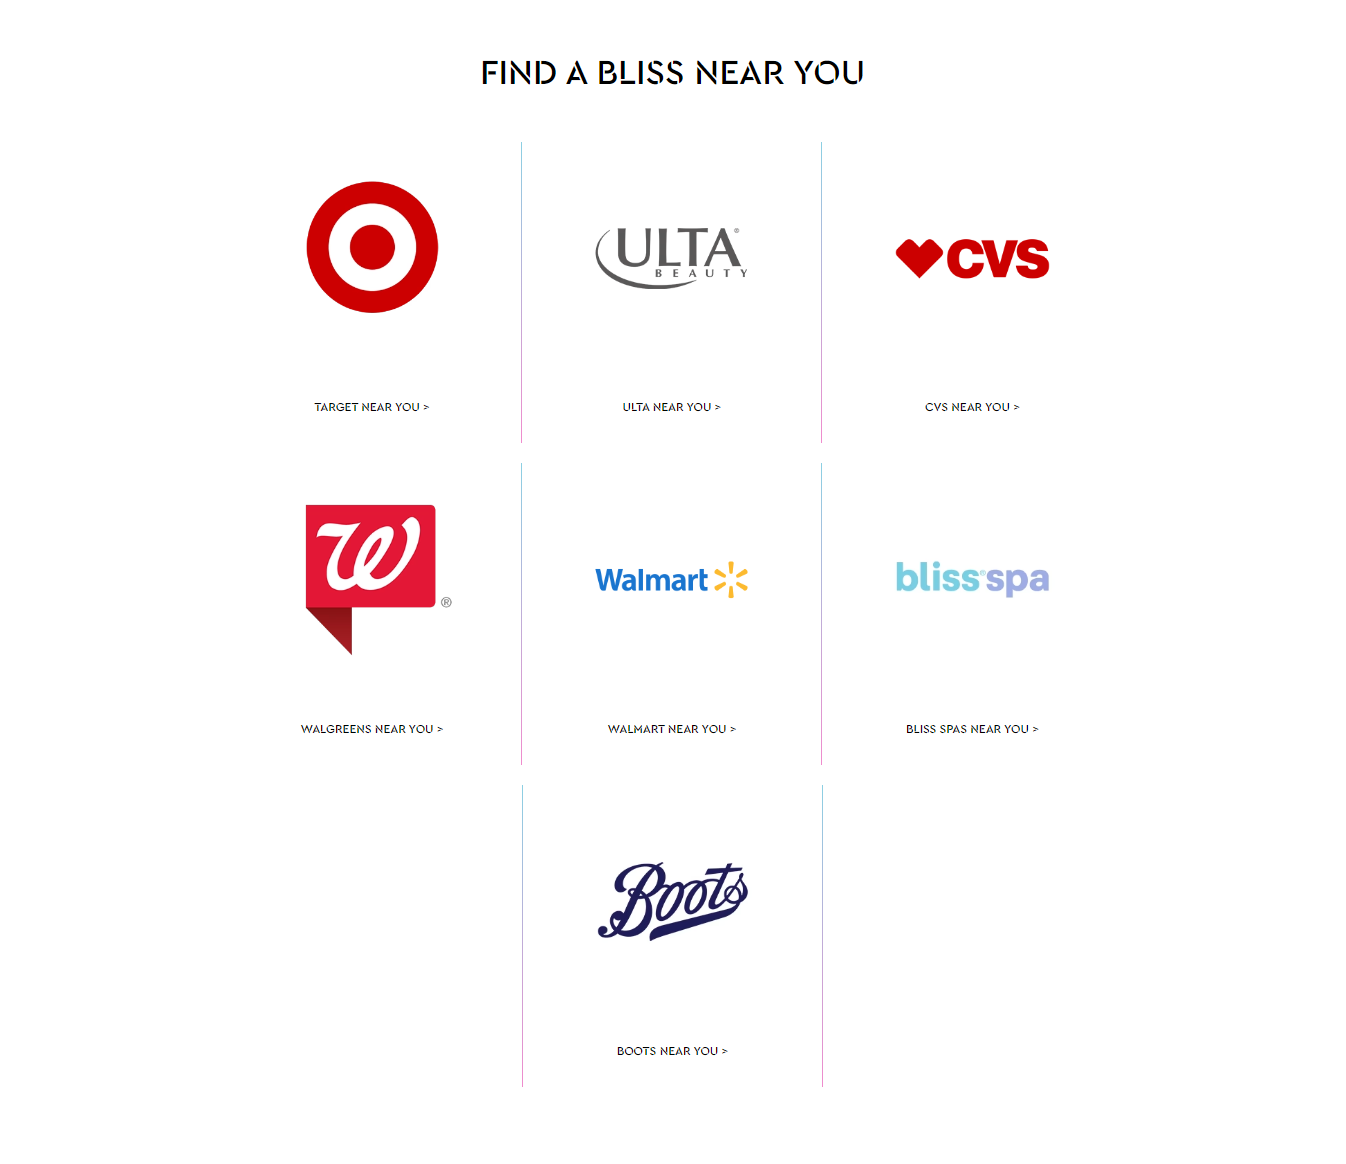 FIND A BLISS NEAR YOU
ULTA®
BEAUTY
CVS
TARGET NEAR YOU >
ULTA NEAR YOU >
CVS NEAR YOU >
W ®
Walmart
bliss®spa
WALGREENS NEAR YOU >
WALMART NEAR YOU >
BLISS SPAS NEAR YOU >
Boots
BOOTS NEAR YOU >